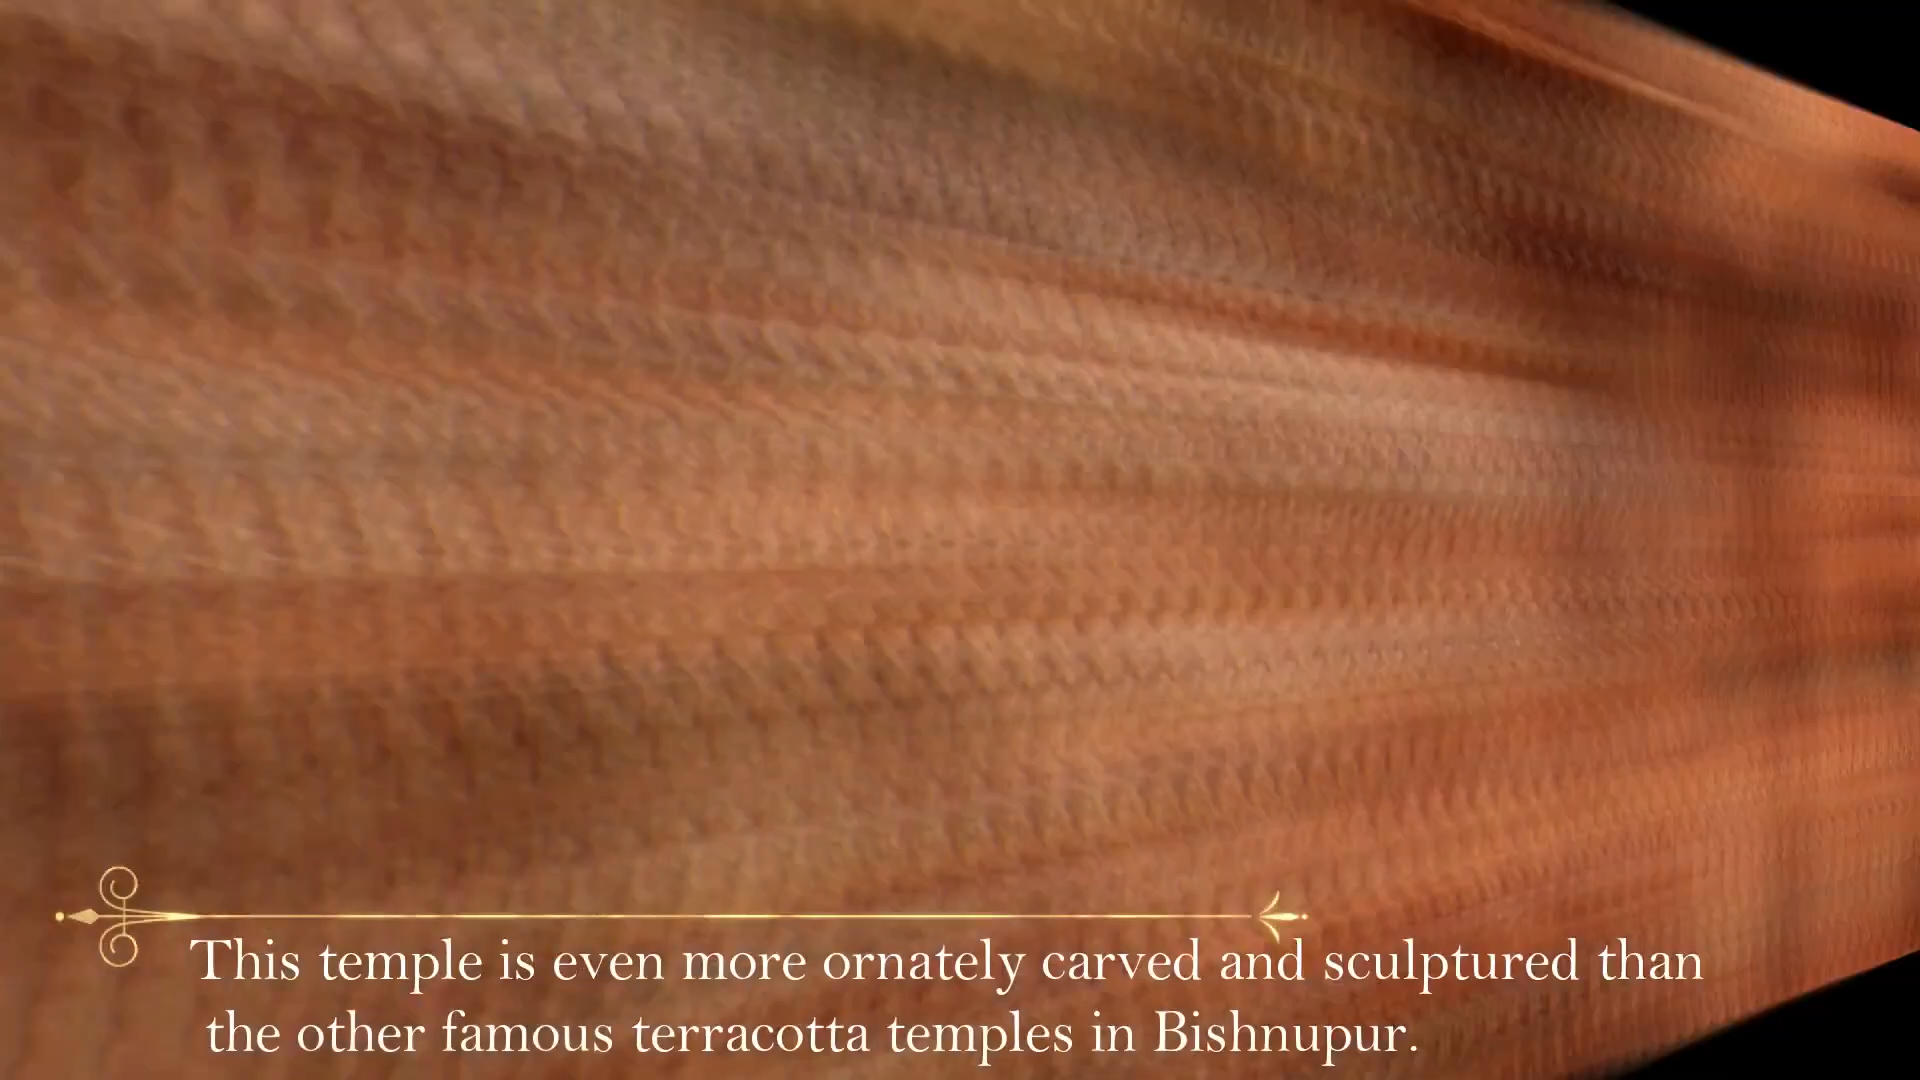 This temple is even more ornately carved and sculptured than
the other famous terracotta temples in Bishnupur.